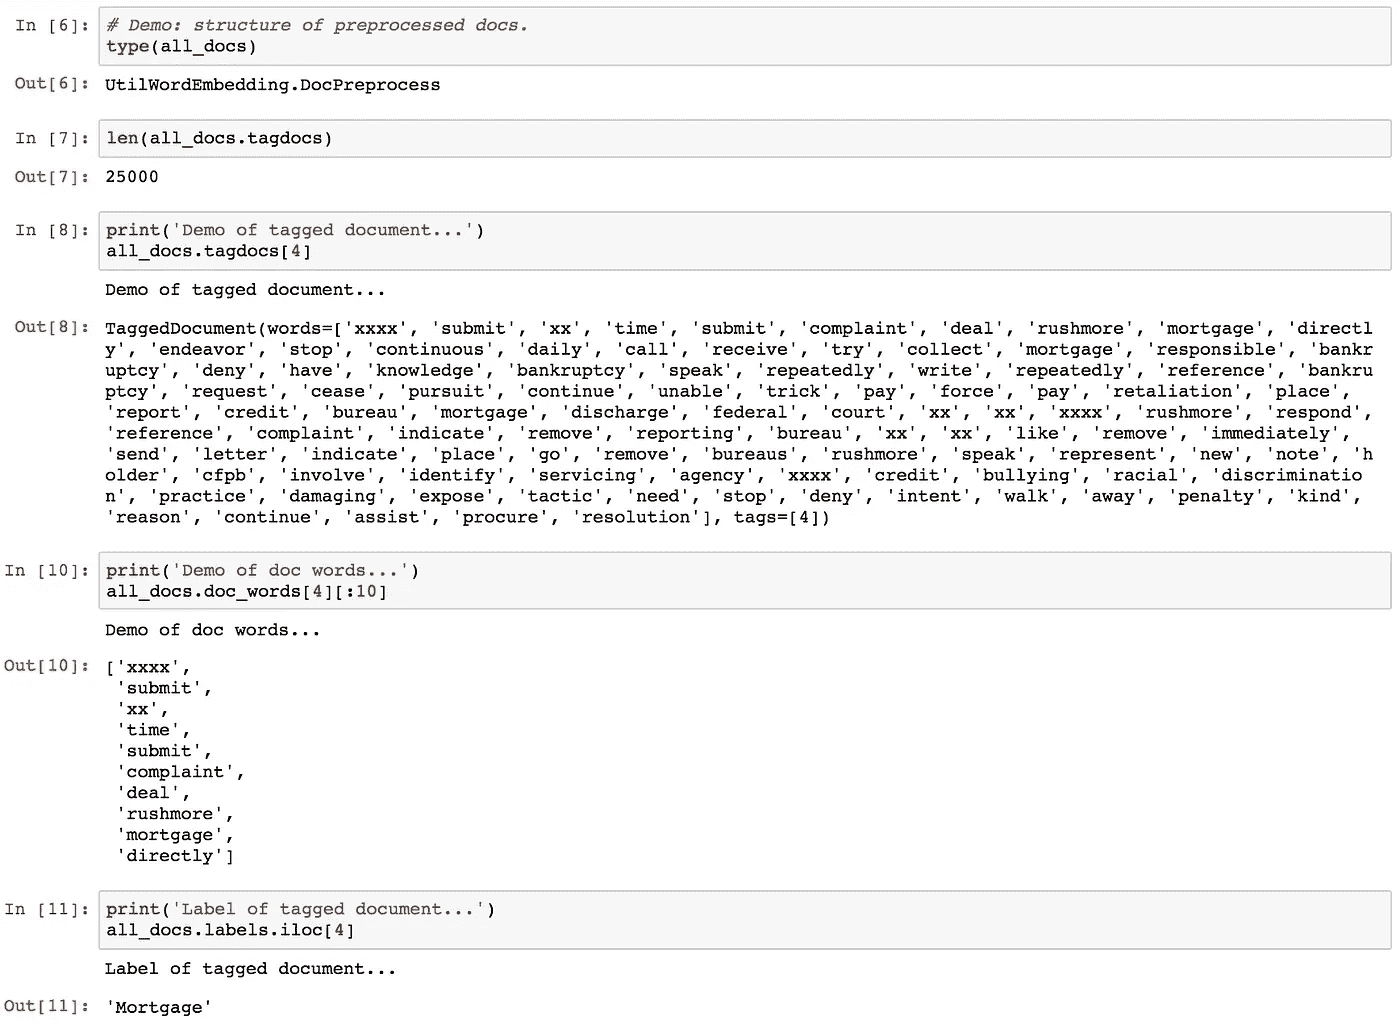 In [6]: # Demo: structure of preprocessed docs.
type(all_docs)
Out[6]: UtilWordEmbedding.DocPreprocess
In [7]: len(all_docs.tagdocs)
Out[7]: 25000
In [8]: print('Demo of tagged document...')
all_docs.tagdocs[4]
Demo of tagged document...
Out[8]: TaggedDocument(words=['xxxx', 'submit', 'xx', 'time', 'submit', 'complaint', 'deal', 'rushmore', 'mortgage', 'directl
y', 'endeavor', 'stop', 'continuous', 'daily', 'call', 'receive', 'try', 'collect', 'mortgage', 'responsible', 'bankr
uptcy', 'deny', 'have', 'knowledge', 'bankruptcy', 'speak', 'repeatedly', 'write', 'repeatedly', 'reference', 'bankru
ptcy', 'request', 'cease', 'pursuit', 'continue', 'unable', 'trick', 'pay', 'force', 'pay', 'retaliation', 'place',
'report', 'credit', 'bureau', 'mortgage', 'discharge', 'federal', 'court', 'xx', 'xx', 'xxxx', 'rushmore', 'respond',
'reference', 'complaint', 'indicate', 'remove', 'reporting', 'bureau', 'xx', 'xx', 'like', 'remove', 'immediately',
'send', 'letter', 'indicate', 'place', 'go', 'remove', 'bureaus', 'rushmore', 'speak', 'represent', 'new', 'note', 'h
older', 'cfpb', 'involve', 'identify', 'servicing', 'agency', 'xxxx', 'credit', 'bullying', 'racial', 'discriminatio
n', 'practice', 'damaging', 'expose', 'tactic', 'need', 'stop', 'deny', 'intent', 'walk', 'away', 'penalty', 'kind',
'reason', 'continue', 'assist', 'procure', 'resolution'], tags=[4])
In [10]: print('Demo of doc words...')
all_docs.doc_words[4][:10]
Demo of doc words...
Out[10]: ['xxxx',
'submit',
'xx',
'time',
'submit',
'complaint',
'deal',
'rushmore',
'mortgage',
'directly']
In [11]: print('Label of tagged document...')
all_docs.labels.iloc[4]
Label of tagged document...
Out[11]: 'Mortgage'